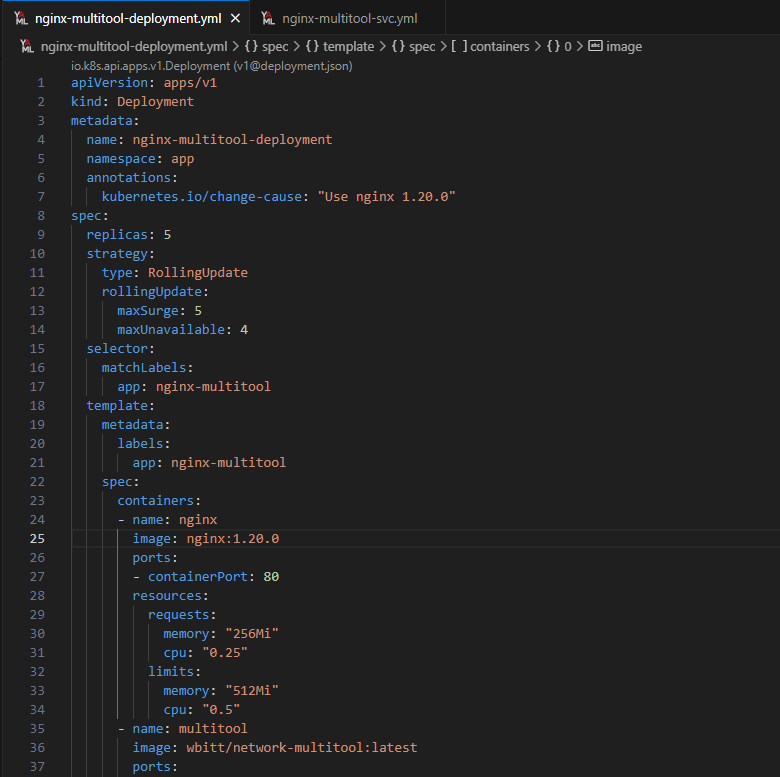 YAML nginx-multitool-deployment.yml × YAML nginx-multitool-svc.yml
YAML nginx-multitool-deployment.yml > {} spec > {} template > {} spec > [ ] containers > {} 0 > abc image
io.k8s.api.apps.v1.Deployment (v1@deployment.json)
1 apiVersion: apps/v1
2 kind: Deployment
3 metadata:
4   name: nginx-multitool-deployment
5   namespace: app
6   annotations:
7     kubernetes.io/change-cause: "Use nginx 1.20.0"
8 spec:
9   replicas: 5
10   strategy:
11     type: RollingUpdate
12     rollingUpdate:
13       maxSurge: 5
14       maxUnavailable: 4
15   selector:
16     matchLabels:
17       app: nginx-multitool
18   template:
19     metadata:
20       labels:
21         app: nginx-multitool
22     spec:
23       containers:
24       - name: nginx
25         image: nginx:1.20.0
26         ports:
27         - containerPort: 80
28         resources:
29           requests:
30             memory: "256Mi"
31             cpu: "0.25"
32           limits:
33             memory: "512Mi"
34             cpu: "0.5"
35       - name: multitool
36         image: wbitt/network-multitool:latest
37         ports: